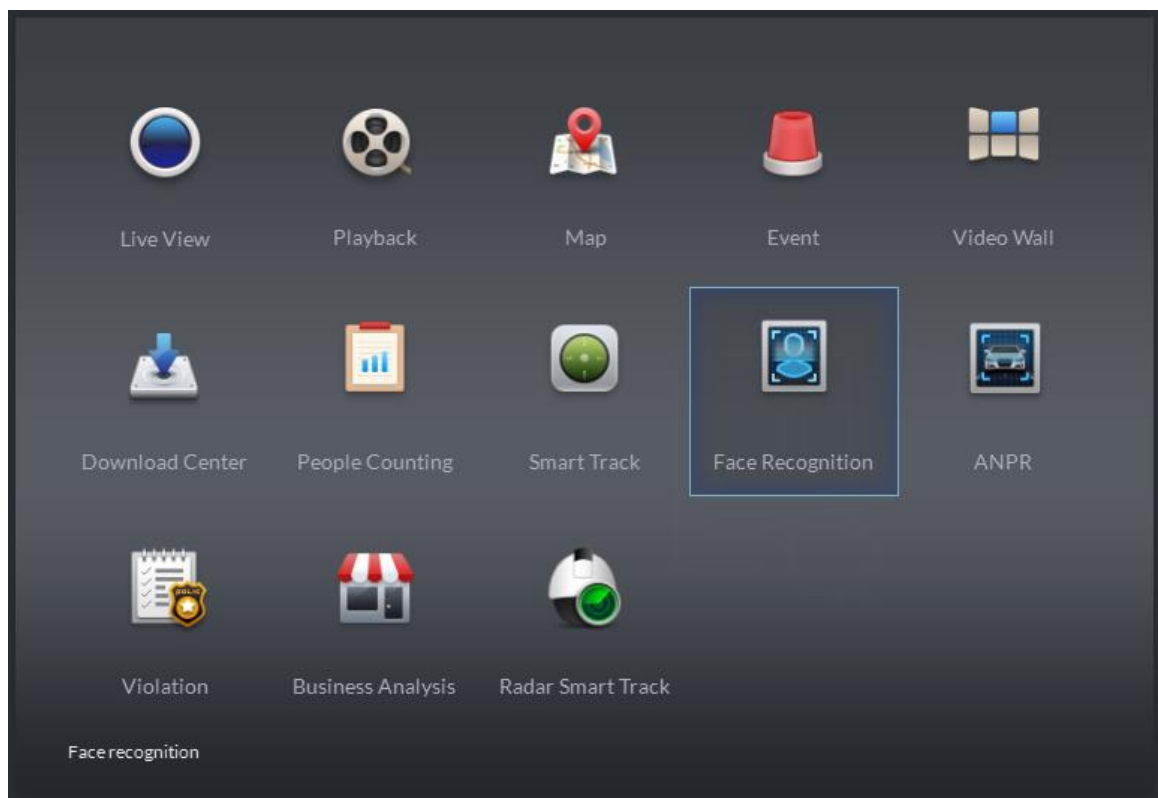 Live View
Playback
Map
Event
Video Wall
Download Center
People Counting
Smart Track
Face Recognition
ANPR
Violation
Business Analysis
Radar Smart Track
Face recognition